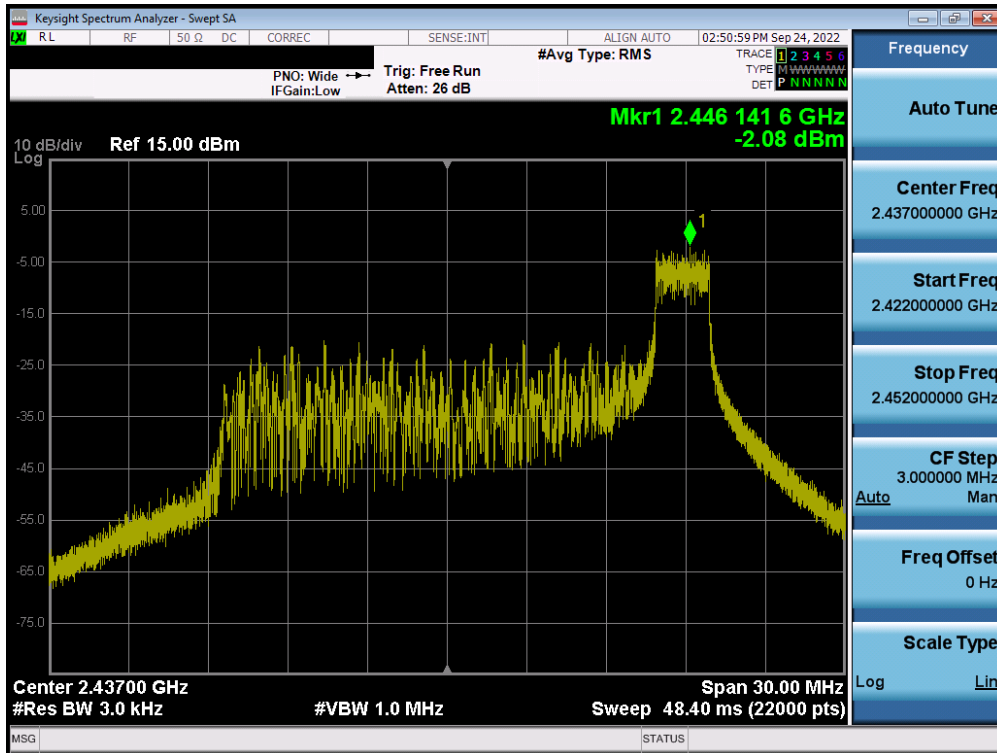 Keysight Spectrum Analyzer - Swept SA
LXI RL RF 50 Ω DC CORREC SENSE:INT ALIGN AUTO 02:50:59 PM Sep 24, 2022
PNO: Wide Trig: Free Run #Avg Type: RMS TRACE 1 2 3 4 5 6
IFGain:Low Atten: 26 dB TYPE M WWWWW
DET P N N N N N
Mkr1 2.446 141 6 GHz
-2.08 dBm
10 dB/div Ref 15.00 dBm
Log
5.00
-5.00
-15.0
-25.0
-35.0
-45.0
-55.0
-65.0
-75.0
1
Center 2.43700 GHz Span 30.00 MHz
#Res BW 3.0 kHz #VBW 1.0 MHz Sweep 48.40 ms (22000 pts)
MSG STATUS
Frequency
Auto Tune
Center Freq
2.437000000 GHz
Start Freq
2.422000000 GHz
Stop Freq
2.452000000 GHz
CF Step
3.000000 MHz
Auto Man
Freq Offset
0 Hz
Scale Type
Log Lin